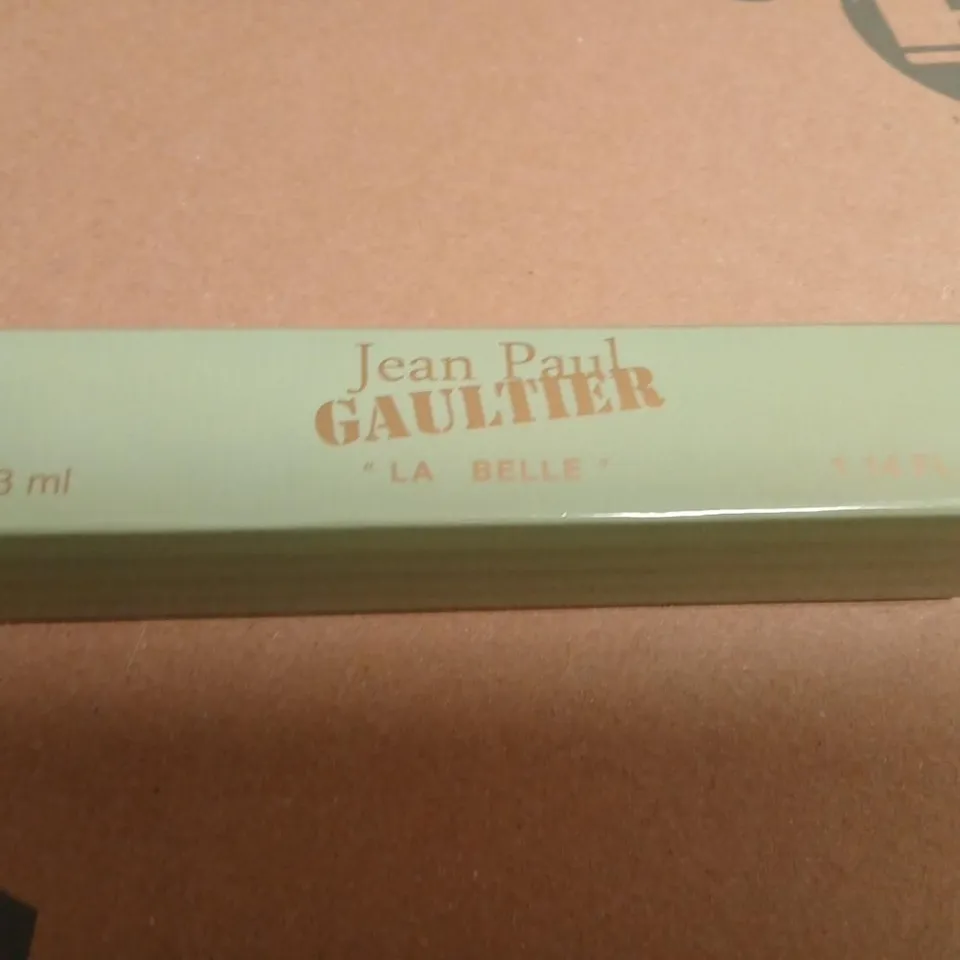 Jean Paul
GAULTIER
3 ml
" LA BELLE "